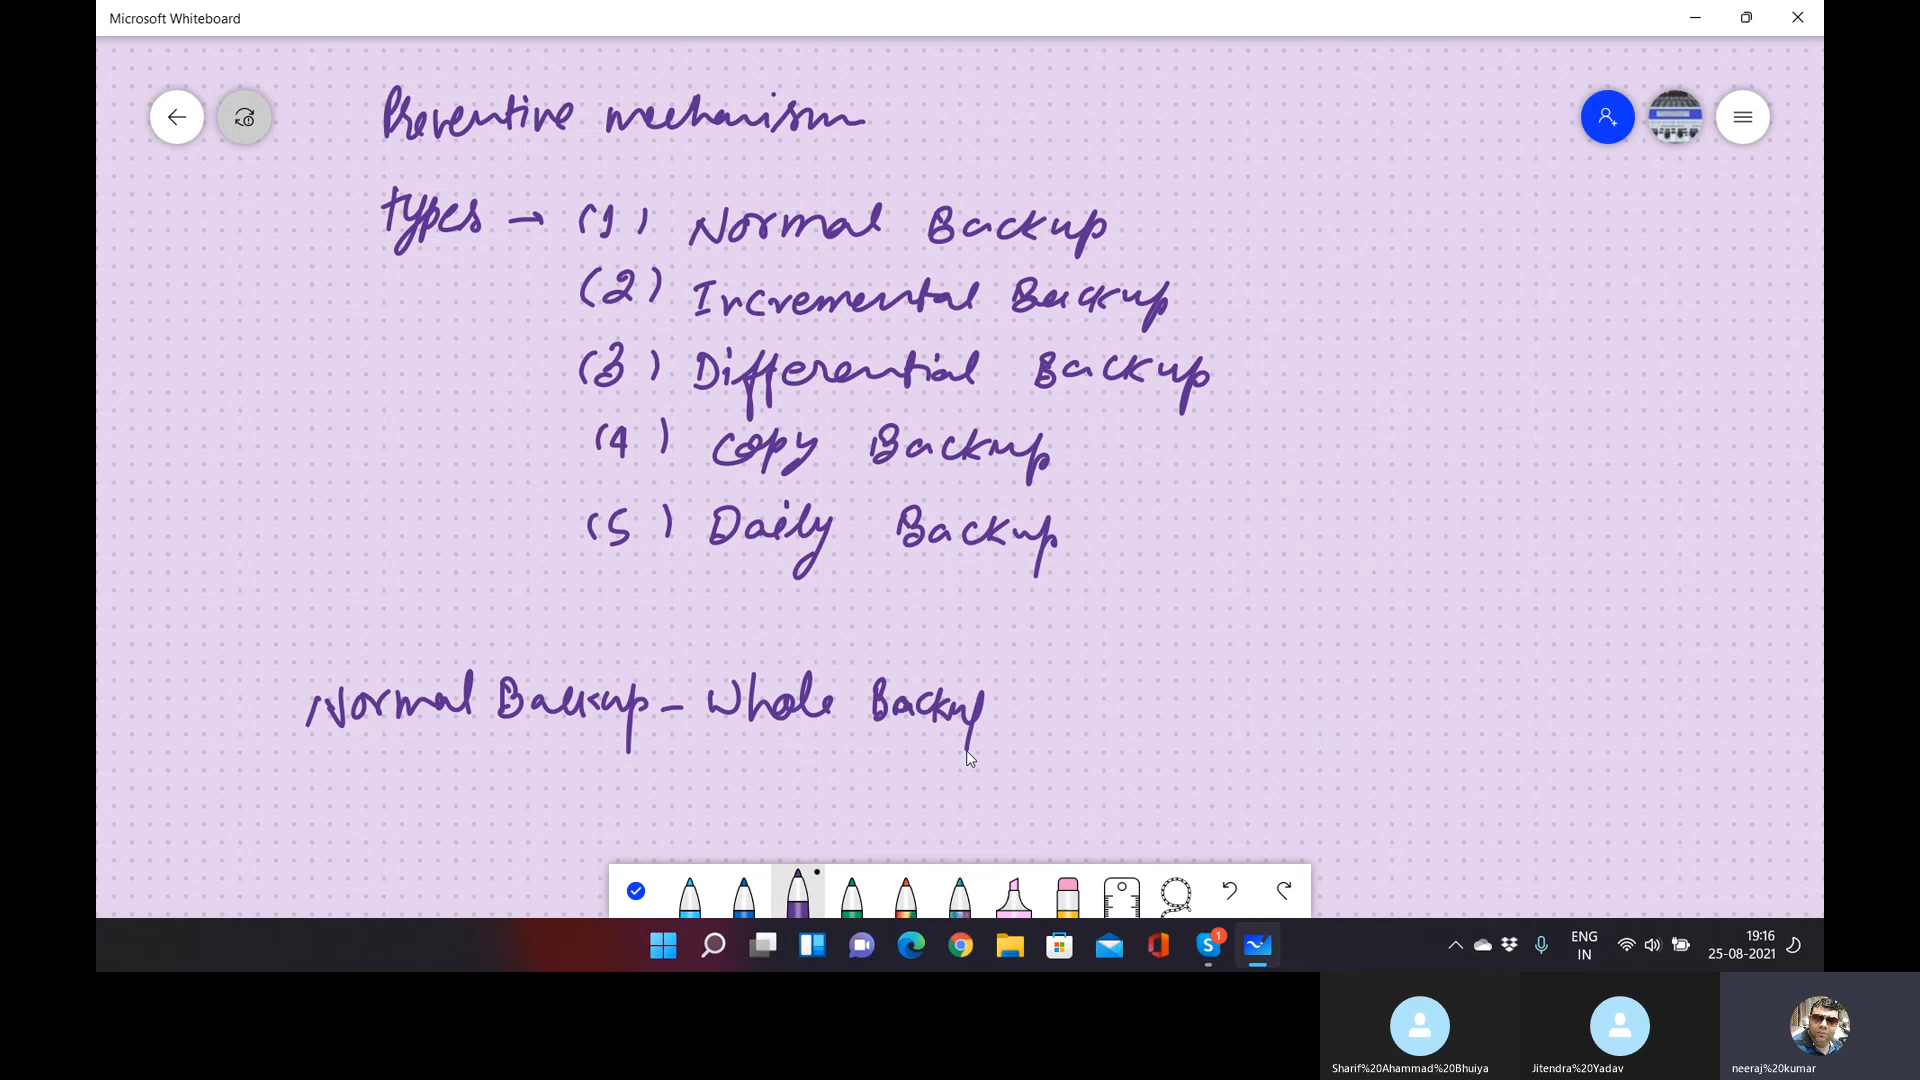 Microsoft Whiteboard
Preventive mechanism
types → (1) Normal Backup
(2) Incremental Backup
(3) Differential Backup
(4) Copy Backup
(5) Daily Backup
Normal Backup - Whole Backup
1
ENG
IN
19:16
25-08-2021
Sharif%20Ahammad%20Bhuiya
Jitendra%20Yadav
neeraj%20kumar